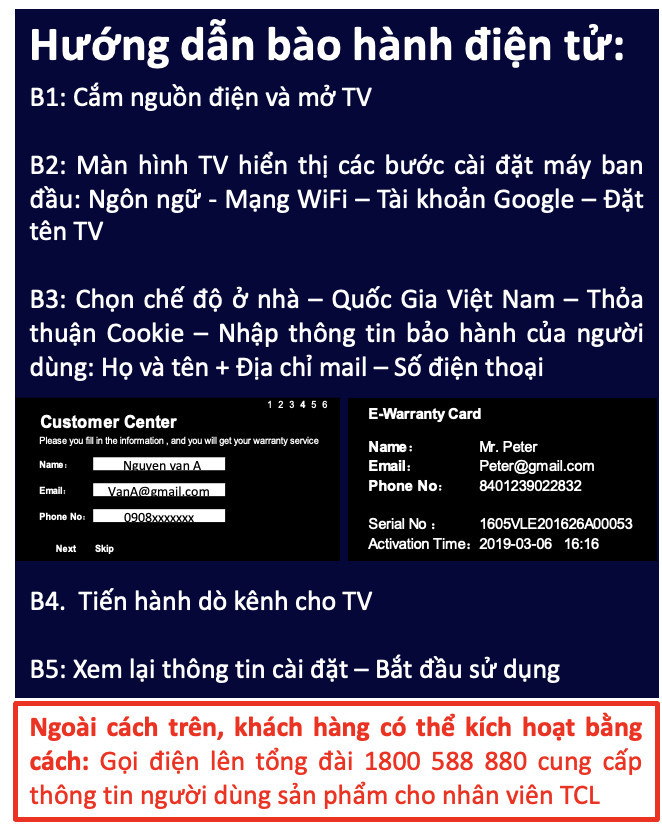 Hướng dẫn bào hành điện tử:
B1: Cắm nguồn điện và mở TV
B2: Màn hình TV hiển thị các bước cài đặt máy ban
đầu: Ngôn ngữ - Mạng WiFi – Tài khoản Google – Đặt
tên TV
B3: Chọn chế độ ở nhà – Quốc Gia Việt Nam – Thỏa
thuận Cookie – Nhập thông tin bảo hành của người
dùng: Họ và tên + Địa chỉ mail – Số điện thoại
1 2 3 4 5 6
Customer Center
Please you fill in the information , and you will get your warranty service
Name: Nguyen van A
Email: VanA@gmail.com
Phone No: 0908xxxxxxx
Next Skip
E-Warranty Card
Name: Mr. Peter
Email: Peter@gmail.com
Phone No: 8401239022832
Serial No : 1605VLE201626A00053
Activation Time: 2019-03-06 16:16
B4. Tiến hành dò kênh cho TV
B5: Xem lại thông tin cài đặt – Bắt đầu sử dụng
Ngoài cách trên, khách hàng có thể kích hoạt bằng
cách: Gọi điện lên tổng đài 1800 588 880 cung cấp
thông tin người dùng sản phẩm cho nhân viên TCL